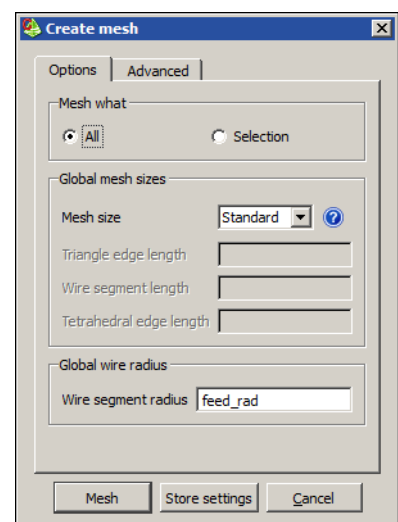 Create mesh
Options Advanced
Mesh what
All Selection
Global mesh sizes
Mesh size Standard ?
Triangle edge length
Wire segment length
Tetrahedral edge length
Global wire radius
Wire segment radius feed_rad
Mesh Store settings Cancel